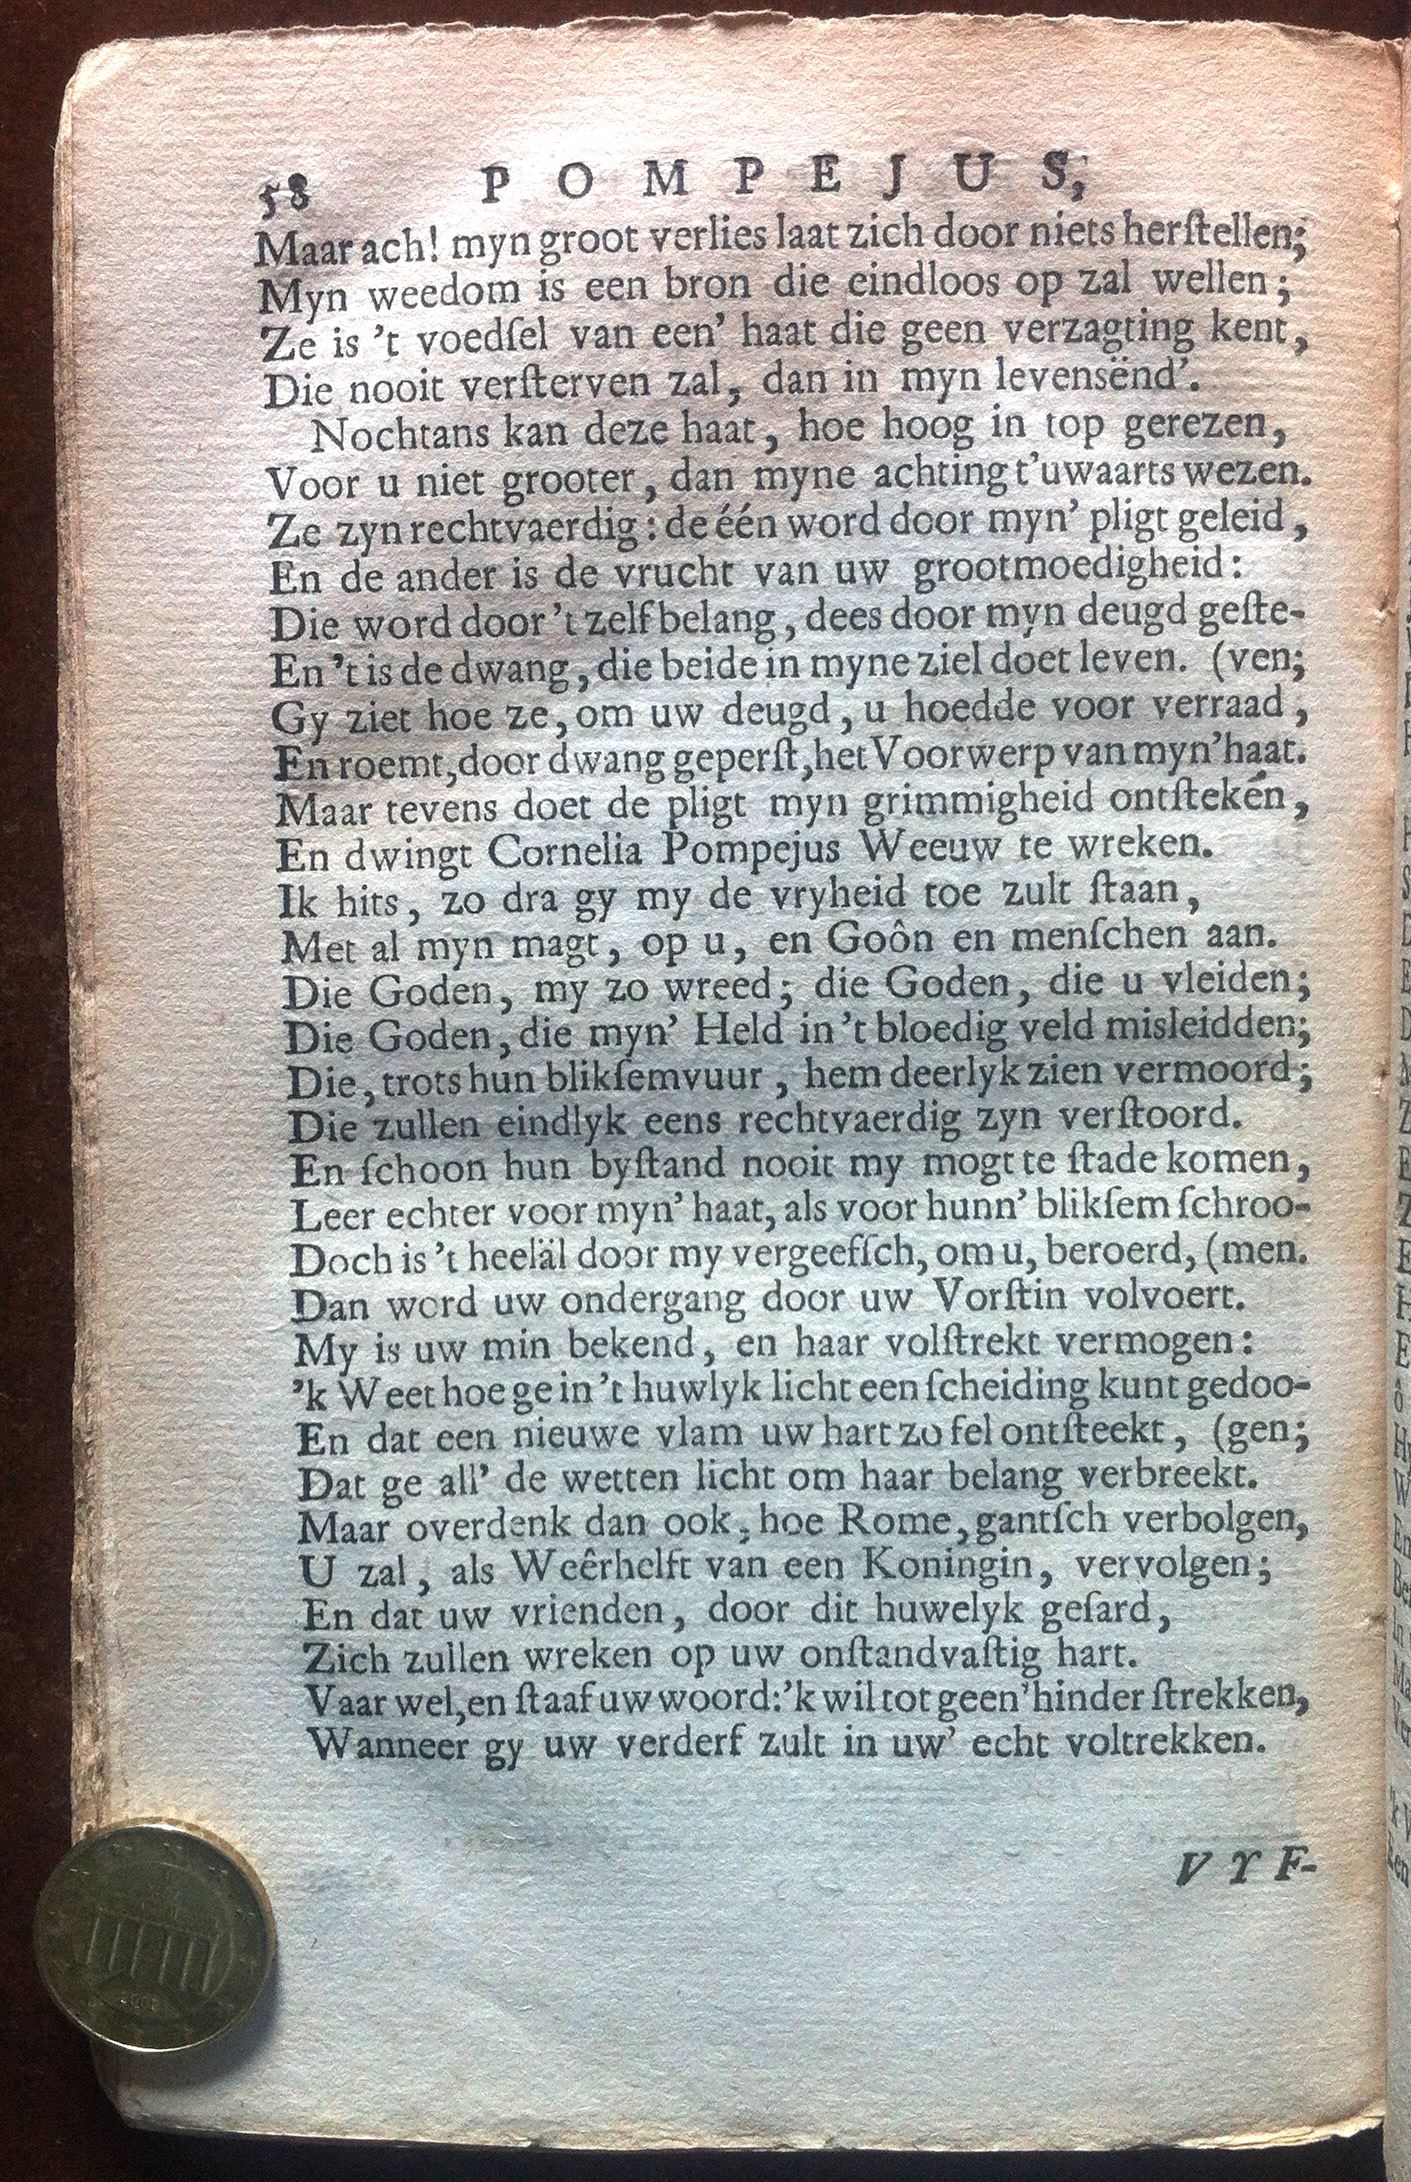 58 POMPEJUS,
Maar ach! myn groot verlies laat zich door niets herſtellen;
Myn weedom is een bron die eindloos op zal wellen;
Ze is 't voedſel van een' haat die geen verzagting kent,
Die nooit verſterven zal, dan in myn levensënd'.
Nochtans kan deze haat, hoe hoog in top gerezen,
Voor u niet grooter, dan myne achting t'uwaarts wezen.
Ze zyn rechtvaerdig: de één word door myn' pligt geleid,
En de ander is de vrucht van uw grootmoedigheid:
Die word door 't zelfbelang, dees door myn deugd geſte-
En 't is de dwang, die beide in myne ziel doet leven. (ven;
Gy ziet hoe ze, om uw deugd, u hoedde voor verraad,
En roemt, door dwang geperſt, het Voorwerp van myn' haat.
Maar tevens doet de pligt myn grimmigheid ontſteken,
En dwingt Cornelia Pompejus Weeuw te wreken.
Ik hits, zo dra gy my de vryheid toe zult ſtaan,
Met al myn magt, op u, en Goôn en menſchen aan.
Die Goden, my zo wreed; die Goden, die u vleiden;
Die Goden, die myn' Held in 't bloedig veld misleidden;
Die, trots hun blikſemvuur, hem deerlyk zien vermoord;
Die zullen eindlyk eens rechtvaerdig zyn verſtoord.
En ſchoon hun byſtand nooit my mogt te ſtade komen,
Leer echter voor myn' haat, als voor hunn' blikſem ſchroo-
Doch is 't heeläl door my vergeefſch, om u, beroerd, (men.
Dan word uw ondergang door uw Vorſtin volvoert.
My is uw min bekend, en haar volſtrekt vermogen:
'k Weet hoe ge in 't huwlyk licht een ſcheiding kunt gedoo-
En dat een nieuwe vlam uw hart zo fel ontſteekt, (gen;
Dat ge all' de wetten licht om haar belang verbreekt.
Maar overdenk dan ook, hoe Rome, gantſch verbolgen,
U zal, als Weêrhelft van een Koningin, vervolgen;
En dat uw vrienden, door dit huwelyk geſard,
Zich zullen wreken op uw onſtandvaſtig hart.
Vaar wel, en ſtaaf uw woord: 'k wil tot geen' hinder ſtrekken,
Wanneer gy uw verderf zult in uw' echt voltrekken.
VYF-